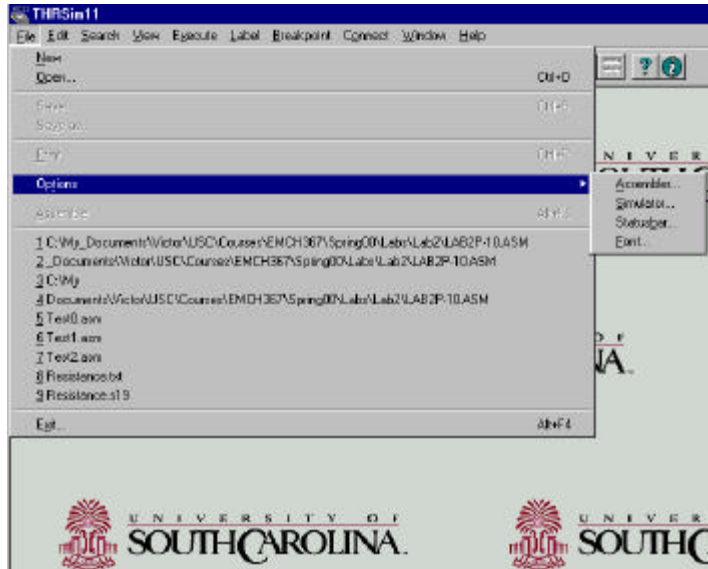 THRSim11
File Edit Search View Execute Label Breakpoint Connect Window Help
New
Open... Ctrl+O
Save Ctrl+S
Save as...
Print Ctrl+P
Options
Assembler...
Simulator...
Statusbar...
Font...
Assemble
1 C:\My_Documents\Victor\USC\Courses\EMCH367\Spring00\Labs\Lab2\LAB2P-10.ASM
2 _Documents\Victor\USC\Courses\EMCH367\Spring00\Labs\Lab2\LAB2P-10.ASM
3 C:\My
4 Documents\Victor\USC\Courses\EMCH367\Spring00\Labs\Lab2\LAB2P-10.ASM
5 Test0.asm
6 Test1.asm
7 Test2.asm
8 Resistance.txt
9 Resistance.s19
Exit... Alt+F4
NIVER
OF
NA.
UNIVERSITY OF
SOUTH CAROLINA.
UNIVER
SOUTH C